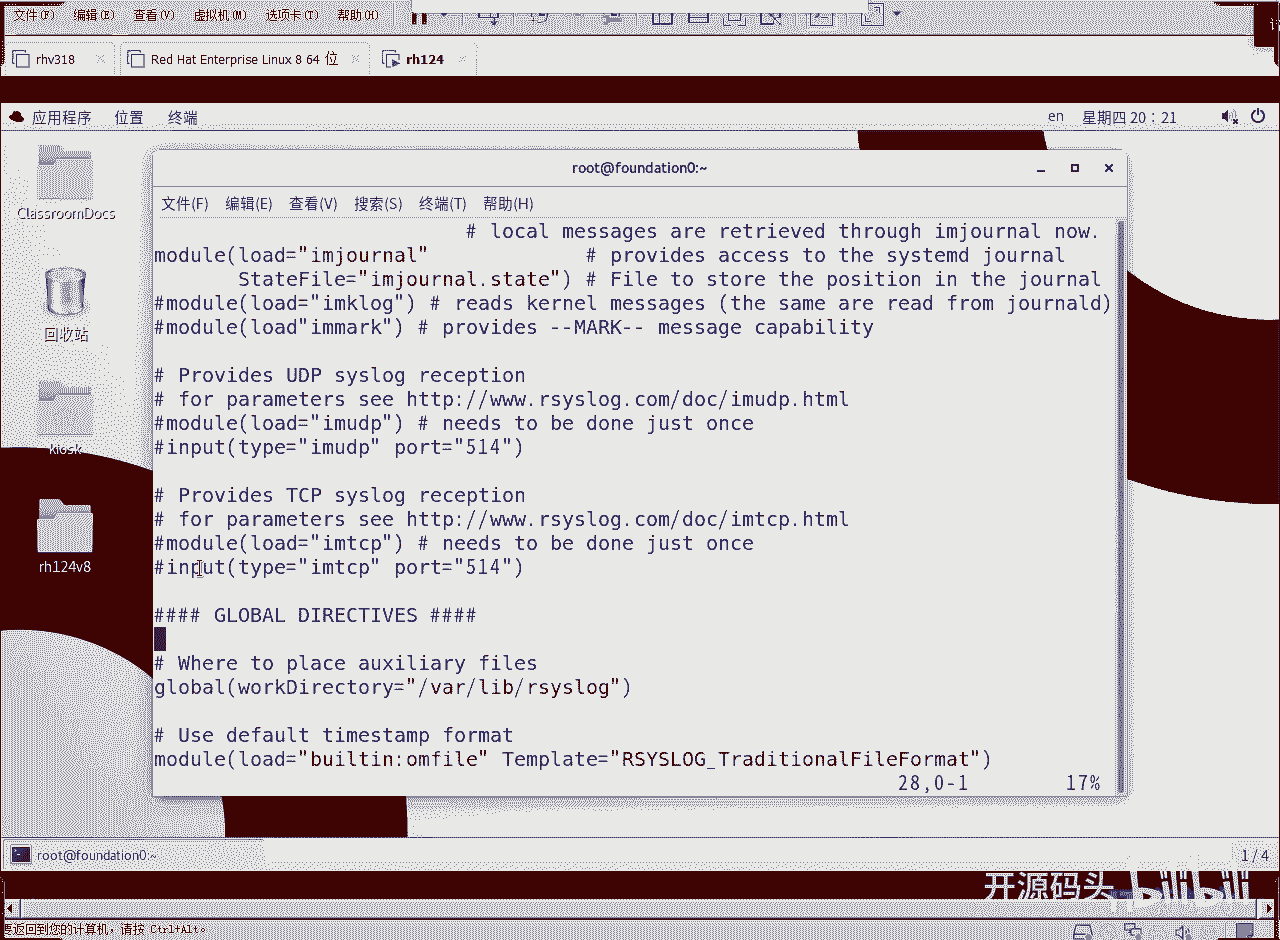 文件(F) 编辑(E) 查看(V) 虚拟机(M) 选项卡(T) 帮助(H)
rhv318 Red Hat Enterprise Linux 8 64 位 rh124
应用程序 位置 终端 en 星期四 20：21
ClassroomDocs
回收站
kiosk
rh124v8
root@foundation0:~
文件(F) 编辑(E) 查看(V) 搜索(S) 终端(T) 帮助(H)
# local messages are retrieved through imjournal now.
module(load="imjournal" # provides access to the systemd journal
StateFile="imjournal.state") # File to store the position in the journal
#module(load="imklog") # reads kernel messages (the same are read from journald)
#module(load"immark") # provides --MARK-- message capability
# Provides UDP syslog reception
# for parameters see http://www.rsyslog.com/doc/imudp.html
#module(load="imudp") # needs to be done just once
#input(type="imudp" port="514")
# Provides TCP syslog reception
# for parameters see http://www.rsyslog.com/doc/imtcp.html
#module(load="imtcp") # needs to be done just once
#input(type="imtcp" port="514")
#### GLOBAL DIRECTIVES ####
# Where to place auxiliary files
global(workDirectory="/var/lib/rsyslog")
# Use default timestamp format
module(load="builtin:omfile" Template="RSYSLOG_TraditionalFileFormat")
28,0-1 17%
root@foundation0:~ 1 / 4
开源码头 bilibili
要返回到您的计算机，请按 Ctrl+Alt。